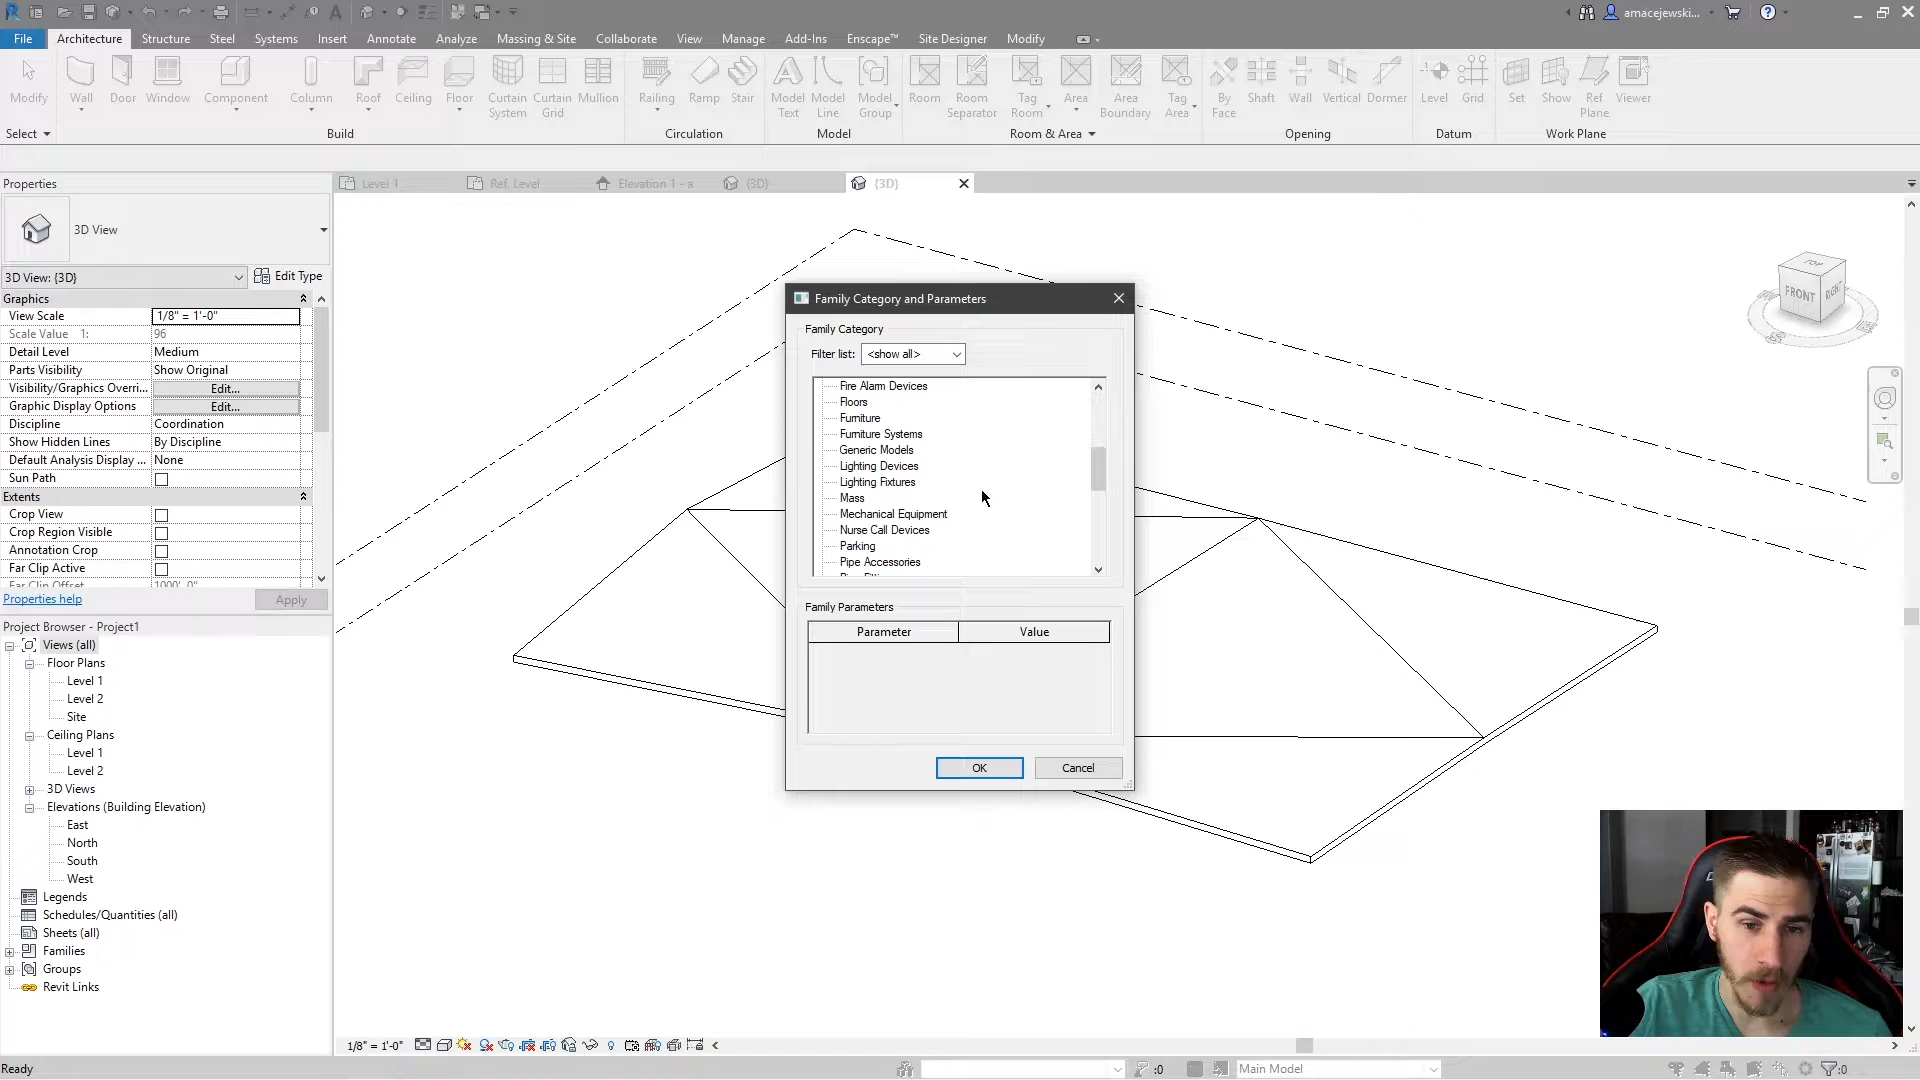 amacejewski...
File Architecture Structure Steel Systems Insert Annotate Analyze Massing & Site Collaborate View Manage Add-Ins Enscape™ Site Designer Modify
Modify Wall Door Window Component Column Roof Ceiling Floor Curtain System Curtain Grid Mullion Railing Ramp Stair Model Text Model Line Model Group Room Room Separator Tag Room Area Area Boundary Tag Area By Face Shaft Wall Vertical Dormer Level Grid Set Show Ref Plane Viewer
Select Build Circulation Model Room & Area Opening Datum Work Plane
Properties
Level 1 Ref. Level Elevation 1 - a {3D} {3D}
3D View
3D View: {3D} Edit Type
Graphics
View Scale 1/8" = 1'-0"
Scale Value 1: 96
Detail Level Medium
Parts Visibility Show Original
Visibility/Graphics Overri... Edit...
Graphic Display Options Edit...
Discipline Coordination
Show Hidden Lines By Discipline
Default Analysis Display ... None
Sun Path
Extents
Crop View
Crop Region Visible
Annotation Crop
Far Clip Active
Far Clip Offset 1000' 0"
Properties help Apply
Project Browser - Project1
Views (all)
Floor Plans
Level 1
Level 2
Site
Ceiling Plans
Level 1
Level 2
3D Views
Elevations (Building Elevation)
East
North
South
West
Legends
Schedules/Quantities (all)
Sheets (all)
Families
Groups
Revit Links
Family Category and Parameters
Family Category
Filter list: <show all>
Fire Alarm Devices
Floors
Furniture
Furniture Systems
Generic Models
Lighting Devices
Lighting Fixtures
Mass
Mechanical Equipment
Nurse Call Devices
Parking
Pipe Accessories
Family Parameters
Parameter Value
OK Cancel
TOP
FRONT RIGHT
1/8" = 1'-0"
Ready :0 Main Model :0